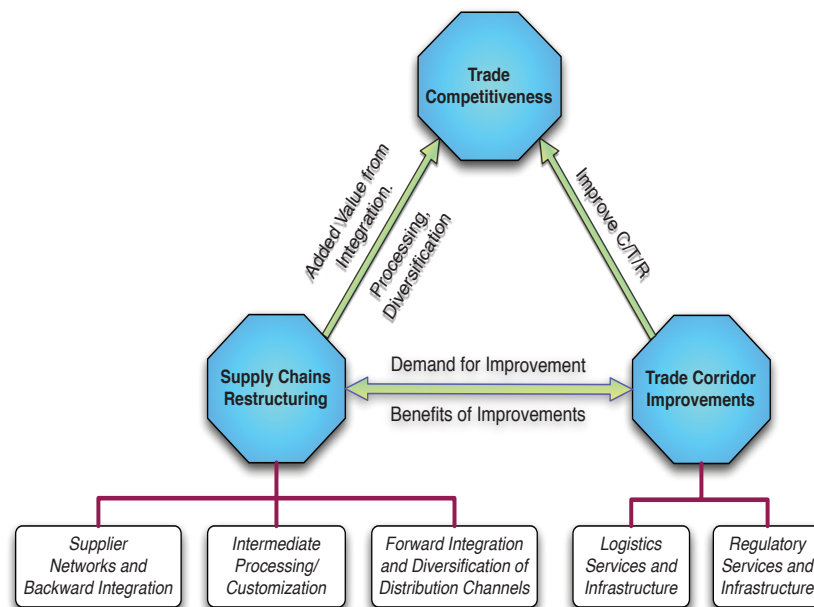 Trade
Competitiveness
Added Value from
Integration.
Processing,
Diversification
Improve C/T/R
Supply Chains
Restructuring
Demand for Improvement
Benefits of Improvements
Trade Corridor
Improvements
Supplier
Networks and
Backward Integration
Intermediate
Processing/
Customization
Forward Integration
and Diversification of
Distribution Channels
Logistics
Services and
Infrastructure
Regulatory
Services and
Infrastructure